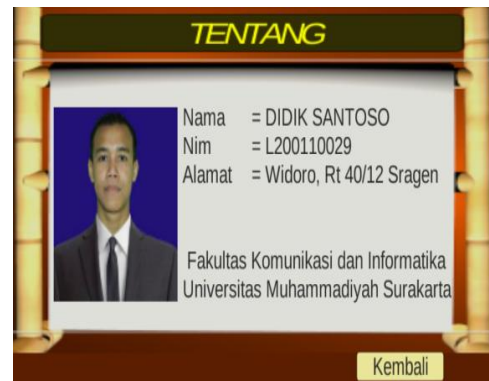 TENTANG
Nama = DIDIK SANTOSO
Nim = L200110029
Alamat = Widoro, Rt 40/12 Sragen
Fakultas Komunikasi dan Informatika
Universitas Muhammadiyah Surakarta
Kembali